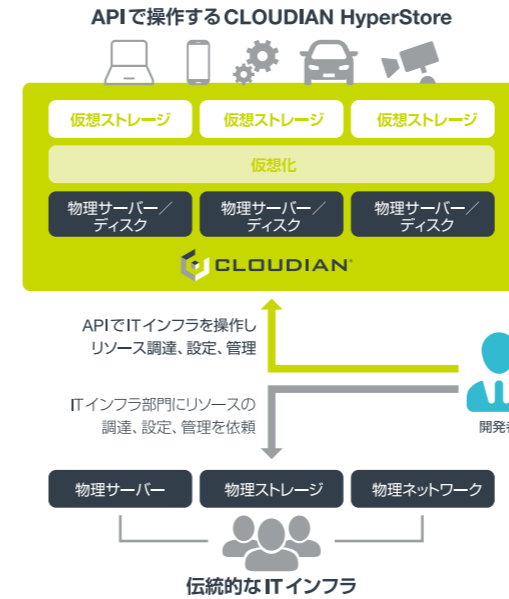 APIで操作するCLOUDIAN HyperStore
仮想ストレージ 仮想ストレージ 仮想ストレージ
仮想化
物理サーバー／ 物理サーバー／ 物理サーバー／
ディスク ディスク ディスク
CLOUDIAN®
APIでITインフラを操作し
リソース調達、設定、管理
ITインフラ部門にリソースの
調達、設定、管理を依頼
開発
物理サーバー 物理ストレージ 物理ネットワーク
伝統的なITインフラ